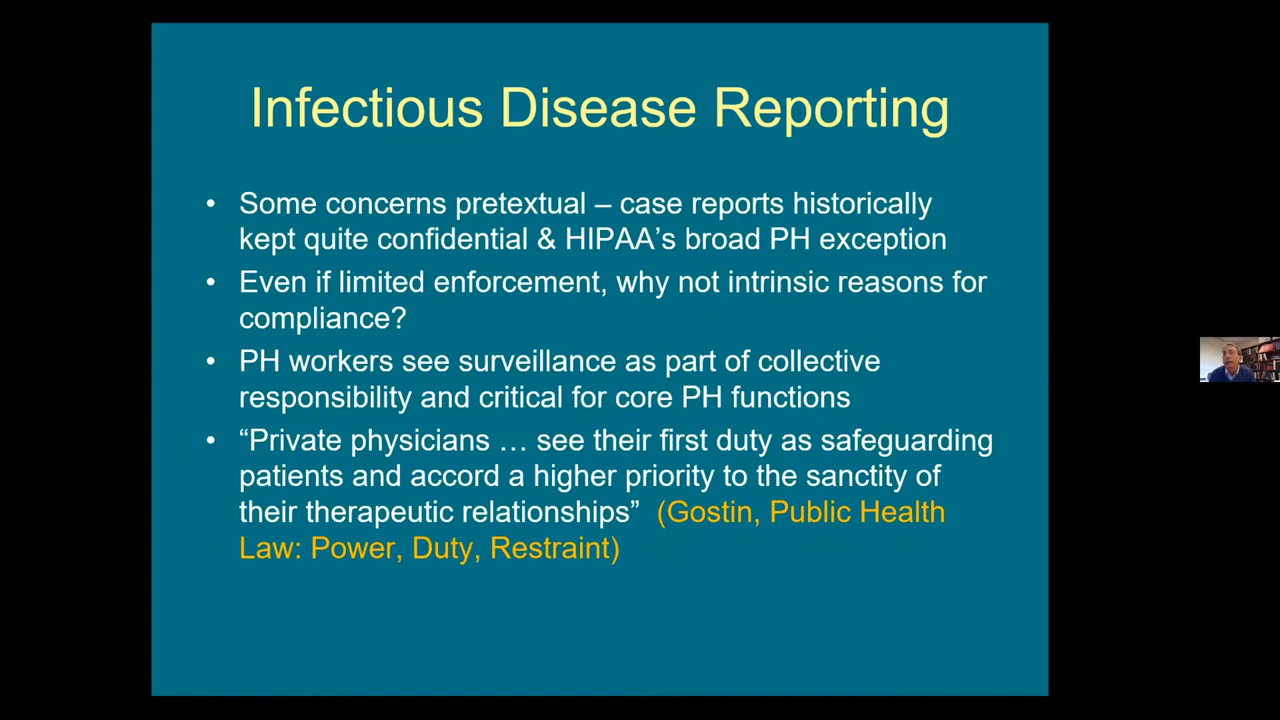 Infectious Disease Reporting
• Some concerns pretextual – case reports historically
kept quite confidential & HIPAA's broad PH exception
• Even if limited enforcement, why not intrinsic reasons for
compliance?
• PH workers see surveillance as part of collective
responsibility and critical for core PH functions
• “Private physicians … see their first duty as safeguarding
patients and accord a higher priority to the sanctity of
their therapeutic relationships” (Gostin, Public Health
Law: Power, Duty, Restraint)